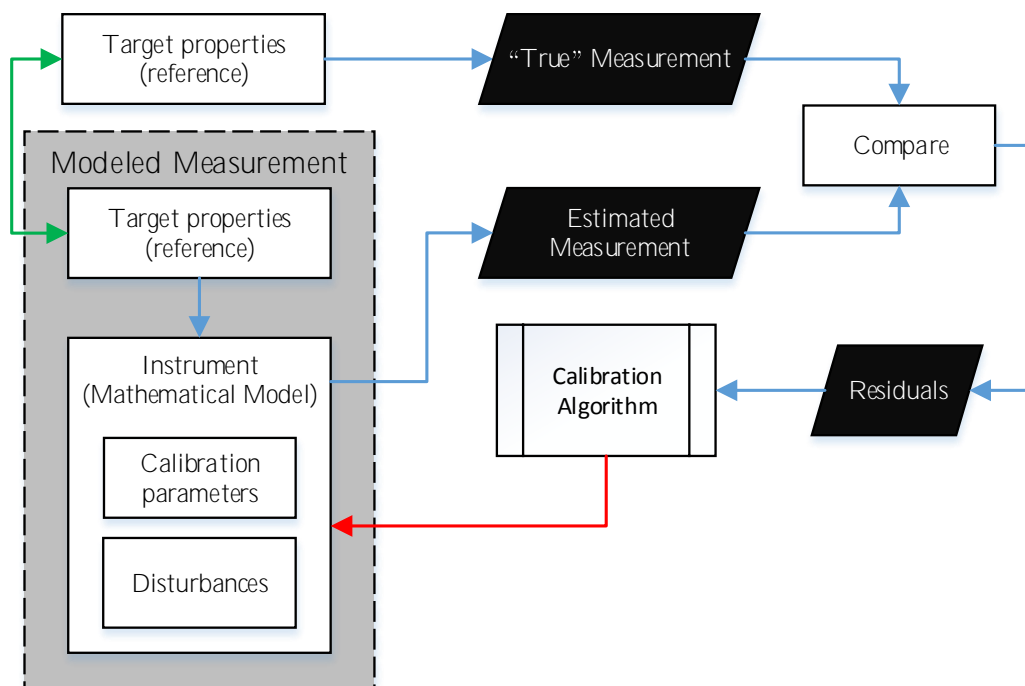 Target properties
(reference)
“True” Measurement
Compare
Modeled Measurement
Target properties
(reference)
Estimated
Measurement
Instrument
(Mathematical Model)
Calibration
parameters
Disturbances
Calibration
Algorithm
Residuals